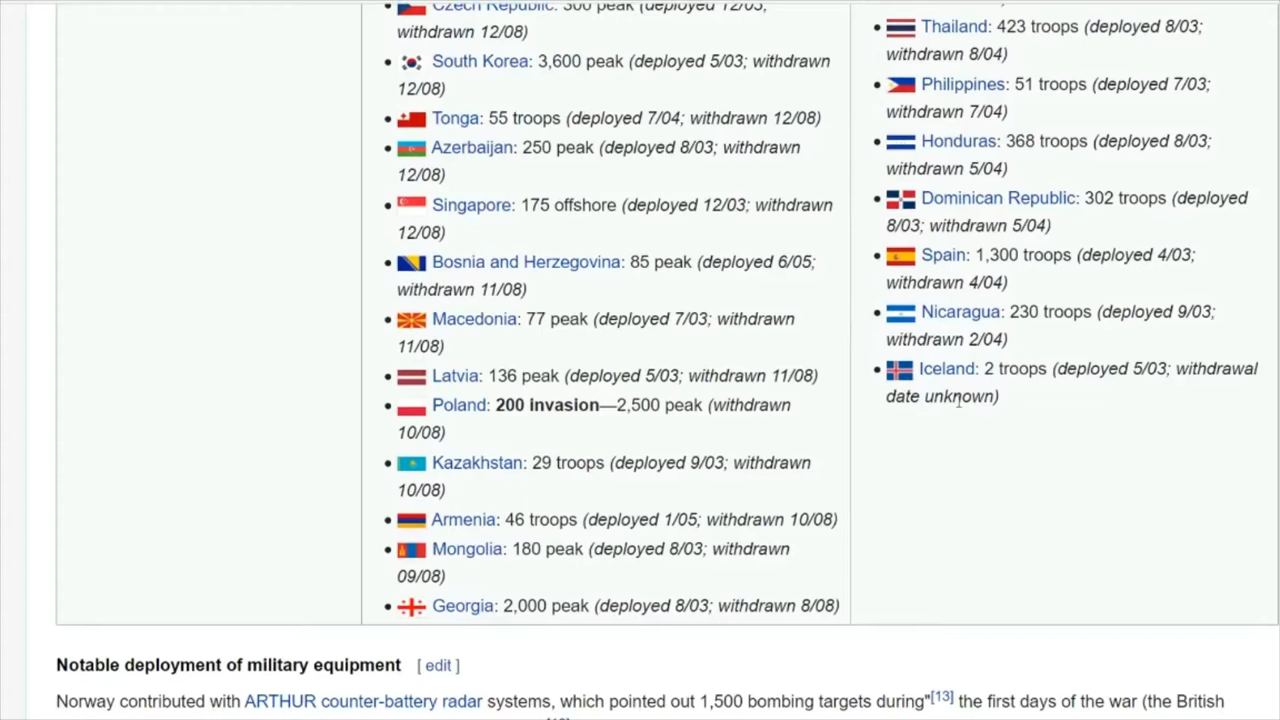 Czech Republic: 300 peak (deployed 12/03;
withdrawn 12/08)
South Korea: 3,600 peak (deployed 5/03; withdrawn
12/08)
Tonga: 55 troops (deployed 7/04; withdrawn 12/08)
Azerbaijan: 250 peak (deployed 8/03; withdrawn
12/08)
Singapore: 175 offshore (deployed 12/03; withdrawn
12/08)
Bosnia and Herzegovina: 85 peak (deployed 6/05;
withdrawn 11/08)
Macedonia: 77 peak (deployed 7/03; withdrawn
11/08)
Latvia: 136 peak (deployed 5/03; withdrawn 11/08)
Poland: 200 invasion—2,500 peak (withdrawn
10/08)
Kazakhstan: 29 troops (deployed 9/03; withdrawn
10/08)
Armenia: 46 troops (deployed 1/05; withdrawn 10/08)
Mongolia: 180 peak (deployed 8/03; withdrawn
09/08)
Georgia: 2,000 peak (deployed 8/03; withdrawn 8/08)
Thailand: 423 troops (deployed 8/03;
withdrawn 8/04)
Philippines: 51 troops (deployed 7/03;
withdrawn 7/04)
Honduras: 368 troops (deployed 8/03;
withdrawn 5/04)
Dominican Republic: 302 troops (deployed
8/03; withdrawn 5/04)
Spain: 1,300 troops (deployed 4/03;
withdrawn 4/04)
Nicaragua: 230 troops (deployed 9/03;
withdrawn 2/04)
Iceland: 2 troops (deployed 5/03; withdrawal
date unknown)
Notable deployment of military equipment [ edit ]
Norway contributed with ARTHUR counter-battery radar systems, which pointed out 1,500 bombing targets during"[13] the first days of the war (the British